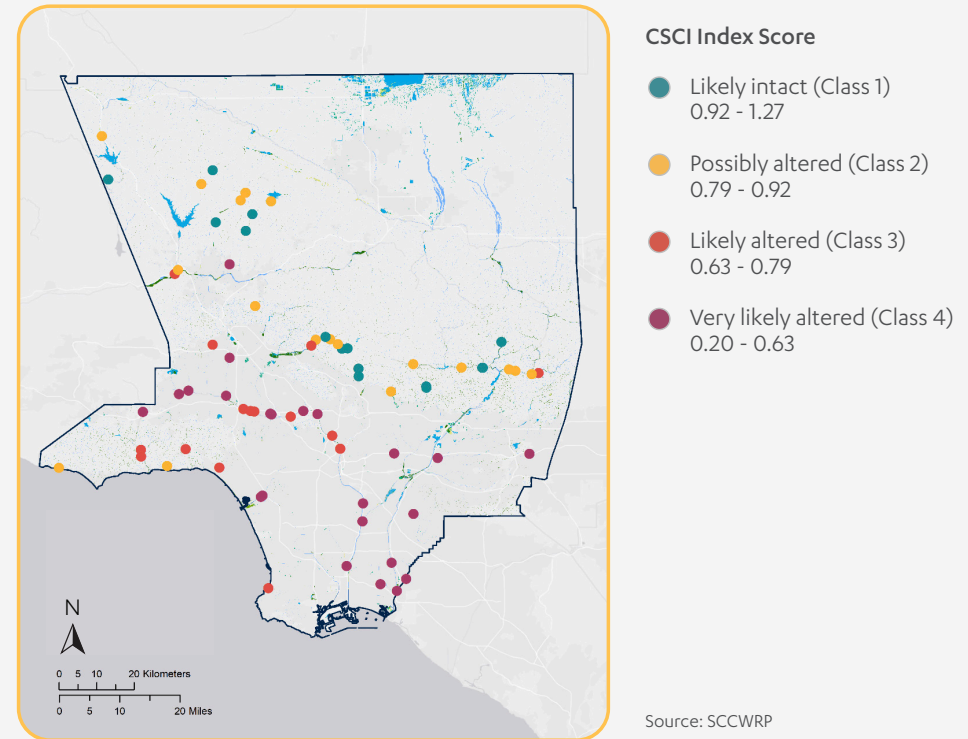 CSCI Index Score
Likely intact (Class 1)
0.92 - 1.27
Possibly altered (Class 2)
0.79 - 0.92
Likely altered (Class 3)
0.63 - 0.79
Very likely altered (Class 4)
0.20 - 0.63
N
0 5 10 20 Kilometers
0 5 10 20 Miles
Source: SCCWRP